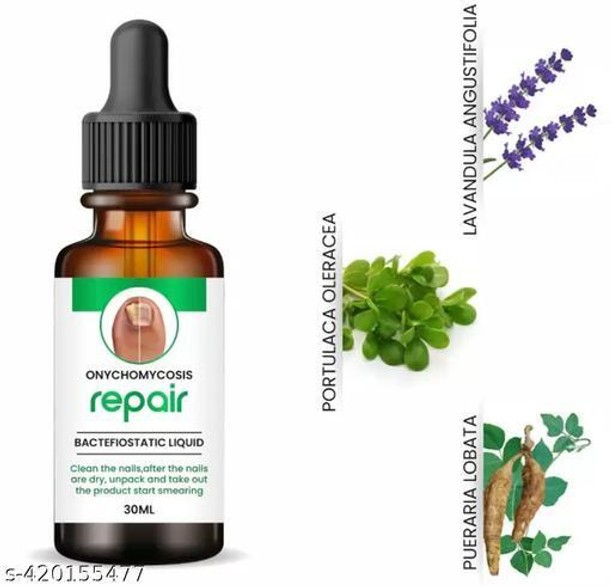 ONYCHOMYCOSIS
repair
BACTEFIOSTATIC LIQUID
Clean the nails,after the nails
are dry, unpack and take out
the product start smearing
30ML
LAVANDULA ANGUSTIFOLIA
PORTULACA OLERACEA
PUERARIA LOBATA
s-420155477